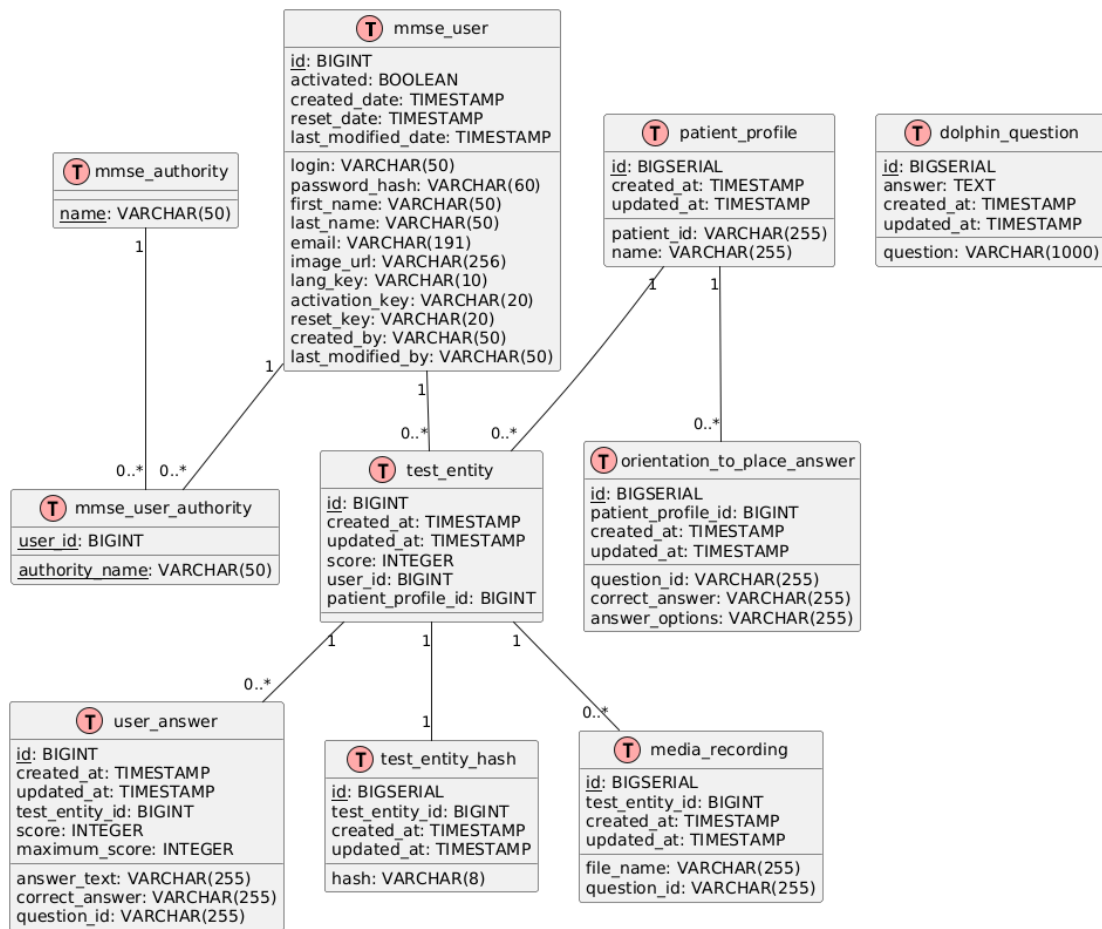 T mmse_user
id: BIGINT
activated: BOOLEAN
created_date: TIMESTAMP
reset_date: TIMESTAMP
last_modified_date: TIMESTAMP
login: VARCHAR(50)
password_hash: VARCHAR(60)
first_name: VARCHAR(50)
last_name: VARCHAR(50)
email: VARCHAR(191)
image_url: VARCHAR(256)
lang_key: VARCHAR(10)
activation_key: VARCHAR(20)
reset_key: VARCHAR(20)
created_by: VARCHAR(50)
last_modified_by: VARCHAR(50)
T patient_profile
id: BIGSERIAL
created_at: TIMESTAMP
updated_at: TIMESTAMP
patient_id: VARCHAR(255)
name: VARCHAR(255)
T dolphin_question
id: BIGSERIAL
answer: TEXT
created_at: TIMESTAMP
updated_at: TIMESTAMP
question: VARCHAR(1000)
T mmse_authority
name: VARCHAR(50)
1
1
1
1
1
0..*
0..*
0..*
0..*
0..*
T mmse_user_authority
user_id: BIGINT
authority_name: VARCHAR(50)
T test_entity
id: BIGINT
created_at: TIMESTAMP
updated_at: TIMESTAMP
score: INTEGER
user_id: BIGINT
patient_profile_id: BIGINT
T orientation_to_place_answer
id: BIGSERIAL
patient_profile_id: BIGINT
created_at: TIMESTAMP
updated_at: TIMESTAMP
question_id: VARCHAR(255)
correct_answer: VARCHAR(255)
answer_options: VARCHAR(255)
1
1
1
0..*
1
0..*
T user_answer
id: BIGINT
created_at: TIMESTAMP
updated_at: TIMESTAMP
test_entity_id: BIGINT
score: INTEGER
maximum_score: INTEGER
answer_text: VARCHAR(255)
correct_answer: VARCHAR(255)
question_id: VARCHAR(255)
T test_entity_hash
id: BIGSERIAL
test_entity_id: BIGINT
created_at: TIMESTAMP
updated_at: TIMESTAMP
hash: VARCHAR(8)
T media_recording
id: BIGSERIAL
test_entity_id: BIGINT
created_at: TIMESTAMP
updated_at: TIMESTAMP
file_name: VARCHAR(255)
question_id: VARCHAR(255)